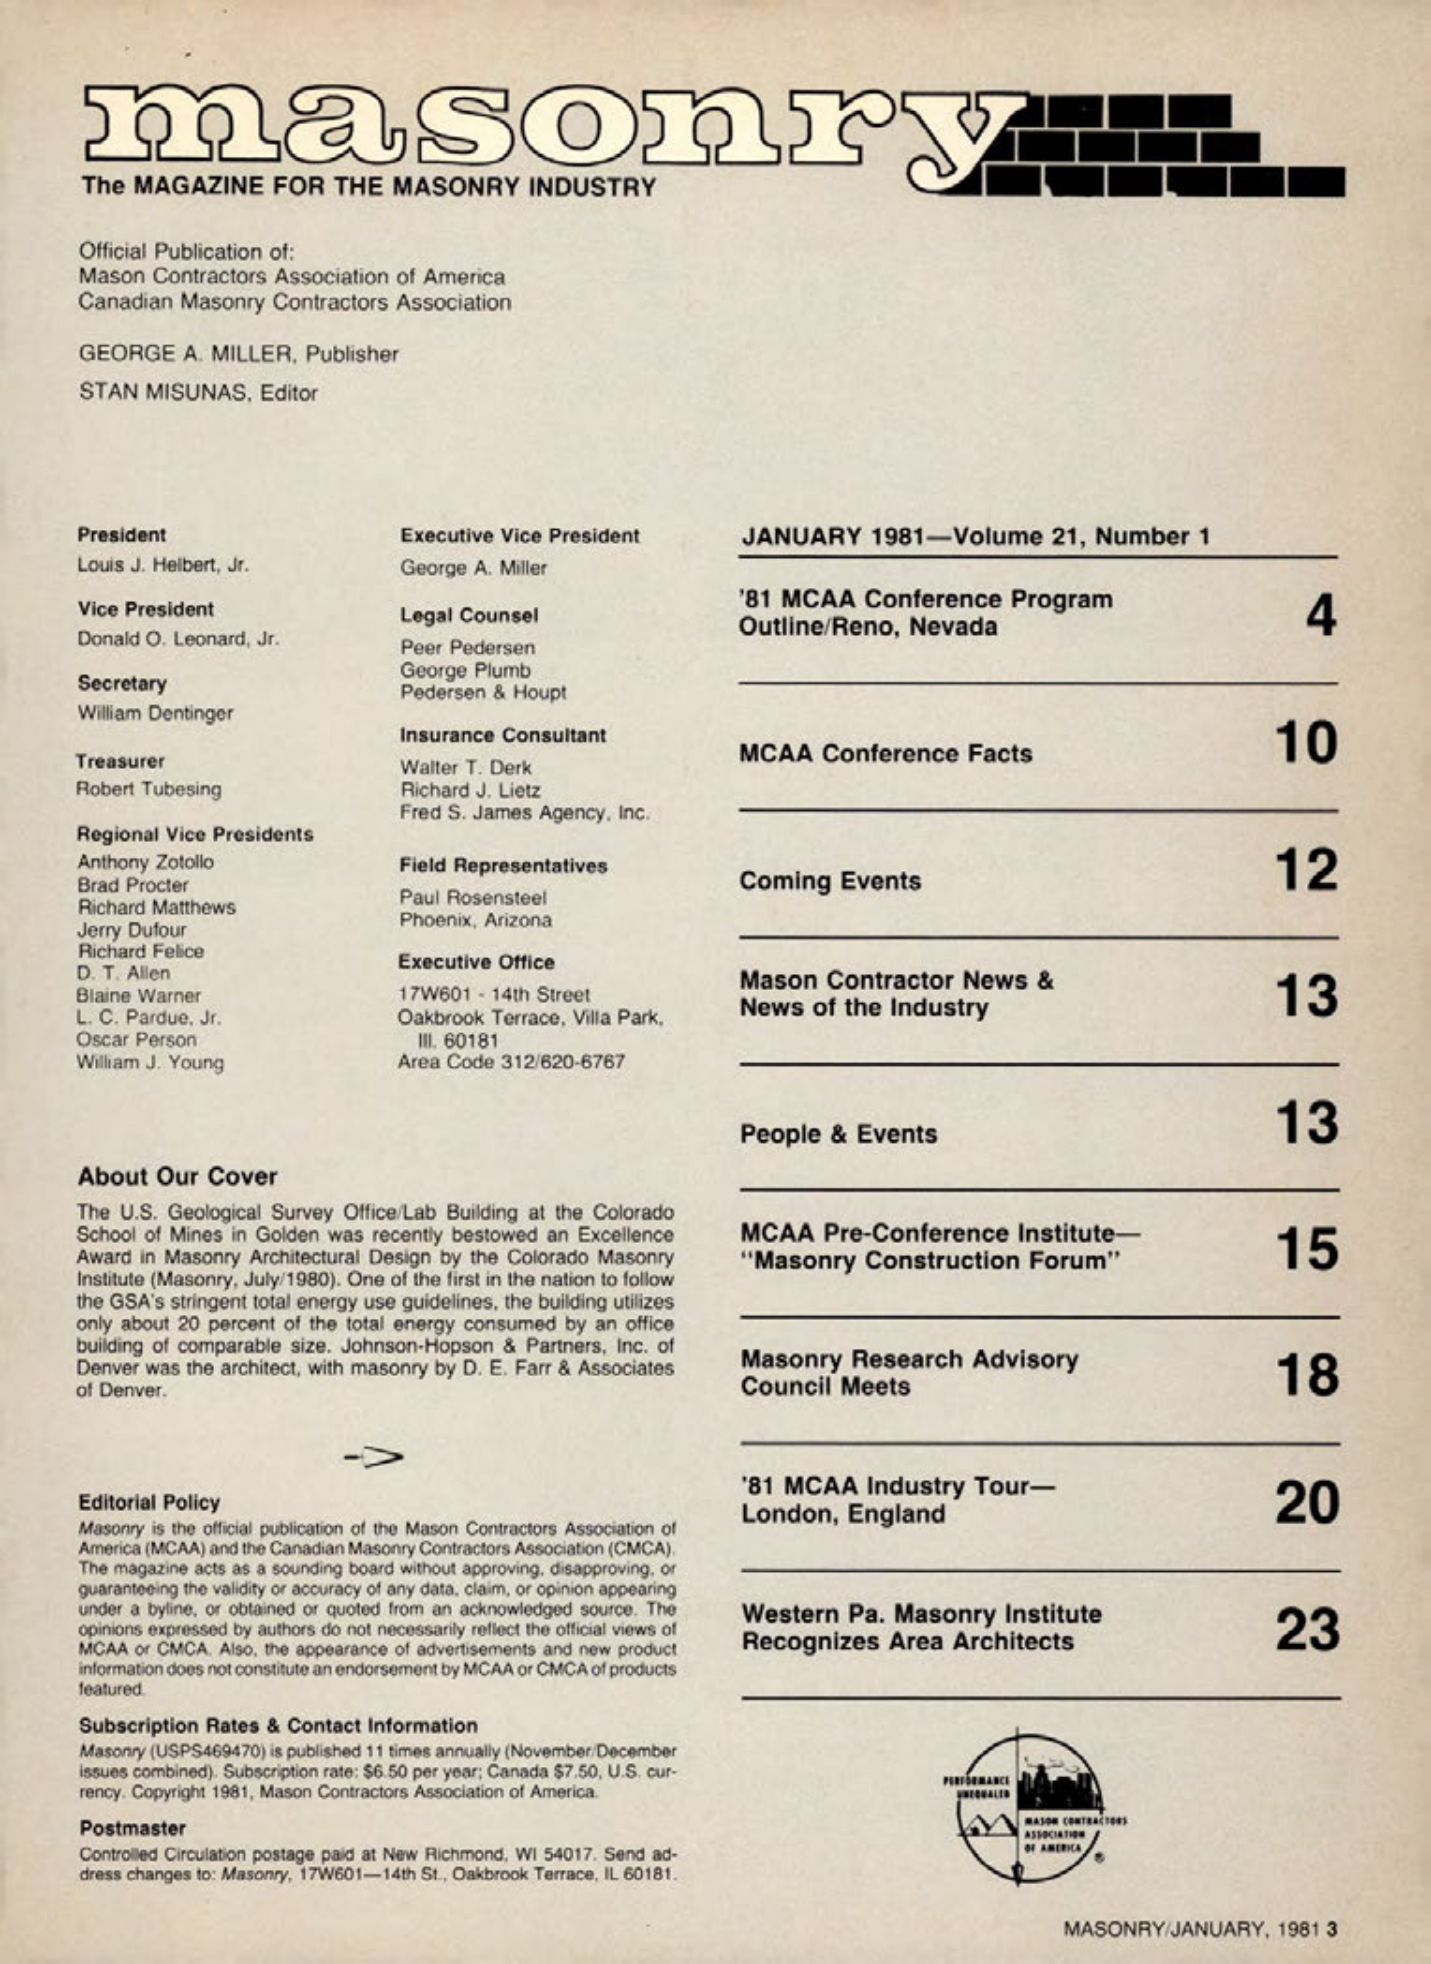 masonry
The MAGAZINE FOR THE MASONRY INDUSTRY
Official Publication of:
Mason Contractors Association of America
Canadian Masonry Contractors Association
GEORGE A. MILLER, Publisher
STAN MISUNAS, Editor
President
Louis J. Helbert, Jr.
Vice President
Donald O. Leonard, Jr.
Secretary
William Dentinger
Treasurer
Robert Tubesing
Regional Vice Presidents
Anthony Zotollo
Brad Procter
Richard Matthews
Jerry Dufour
Richard Felice
D. T. Allen
Blaine Warner
L. C. Pardue, Jr.
Oscar Person
William J. Young
Executive Vice President
George A. Miller
Legal Counsel
Peer Pedersen
George Plumb
Pedersen & Houpt
Insurance Consultant
Walter T. Derk
Richard J. Lietz
Fred S. James Agency, Inc.
Field Representatives
Paul Rosensteel
Phoenix, Arizona
Executive Office
17W601 - 14th Street
Oakbrook Terrace, Villa Park,
Ill. 60181
Area Code 312/620-6767
About Our Cover
The U.S. Geological Survey Office/Lab Building at the Colorado
School of Mines in Golden was recently bestowed an Excellence
Award in Masonry Architectural Design by the Colorado Masonry
Institute (Masonry, July/1980). One of the first in the nation to follow
the GSA's stringent total energy use guidelines, the building utilizes
only about 20 percent of the total energy consumed by an office
building of comparable size. Johnson-Hopson & Partners, Inc. of
Denver was the architect, with masonry by D. E. Farr & Associates
of Denver.
Editorial Policy
Masonry is the official publication of the Mason Contractors Association of
America (MCAA) and the Canadian Masonry Contractors Association (CMCA).
The magazine acts as a sounding board without approving, disapproving, or
guaranteeing the validity or accuracy of any data, claim, or opinion appearing
under a byline, or obtained or quoted from an acknowledged source. The
opinions expressed by authors do not necessarily reflect the official views of
MCAA or CMCA. Also, the appearance of advertisements and new product
information does not constitute an endorsement by MCAA or CMCA of products
featured.
Subscription Rates & Contact Information
Masonry (USPS469470) is published 11 times annually (November/December
issues combined). Subscription rate: $6.50 per year; Canada $7.50, U.S. cur-
rency. Copyright 1981, Mason Contractors Association of America.
Postmaster
Controlled Circulation postage paid at New Richmond, WI 54017. Send ad-
dress changes to: Masonry, 17W601—14th St., Oakbrook Terrace, IL 60181.
JANUARY 1981—Volume 21, Number 1
'81 MCAA Conference Program
Outline/Reno, Nevada 4
MCAA Conference Facts 10
Coming Events 12
Mason Contractor News &
News of the Industry 13
People & Events 13
MCAA Pre-Conference Institute—
"Masonry Construction Forum" 15
Masonry Research Advisory
Council Meets 18
'81 MCAA Industry Tour—
London, England 20
Western Pa. Masonry Institute
Recognizes Area Architects 23
PERFORMANCE
UNEQUALED
MASON CONTRACTORS
ASSOCIATION
OF AMERICA
®
MASONRY/JANUARY, 1981 3